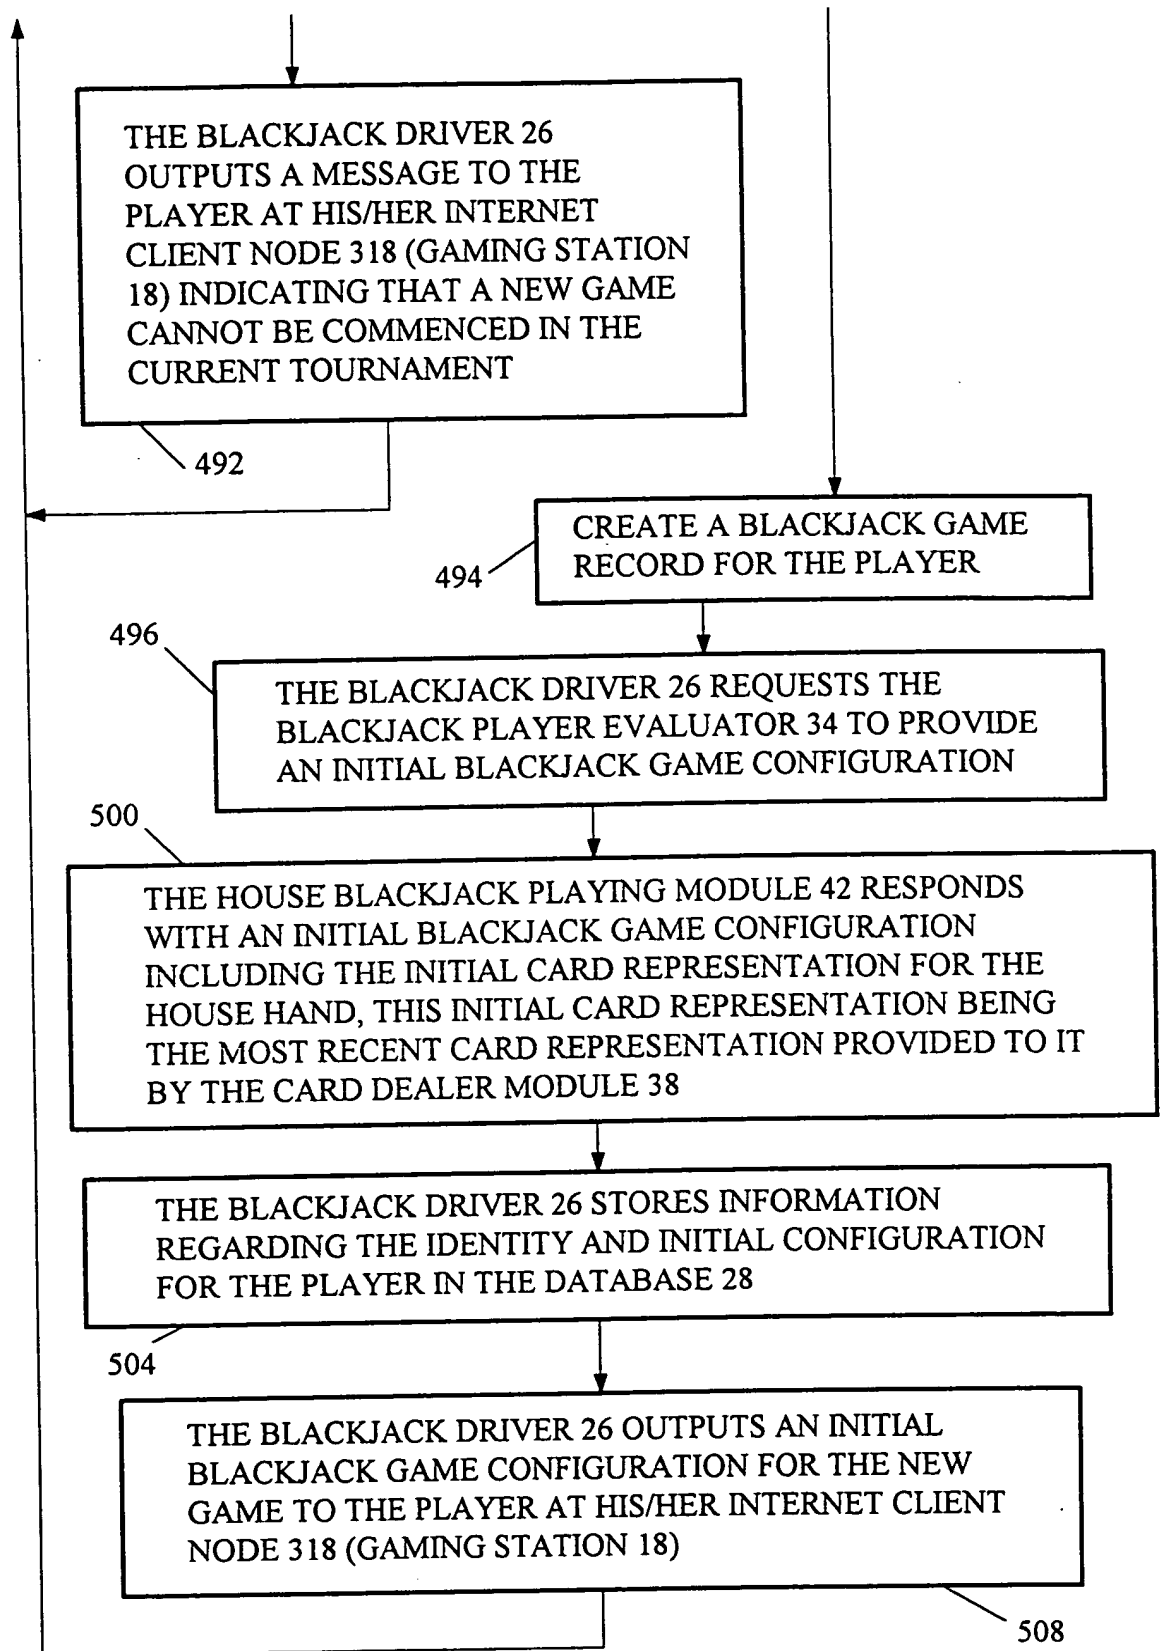 THE BLACKJACK DRIVER 26
OUTPUTS A MESSAGE TO THE
PLAYER AT HIS/HER INTERNET
CLIENT NODE 318 (GAMING STATION
18) INDICATING THAT A NEW GAME
CANNOT BE COMMENCED IN THE
CURRENT TOURNAMENT
492
CREATE A BLACKJACK GAME
RECORD FOR THE PLAYER
494
496
THE BLACKJACK DRIVER 26 REQUESTS THE
BLACKJACK PLAYER EVALUATOR 34 TO PROVIDE
AN INITIAL BLACKJACK GAME CONFIGURATION
500
THE HOUSE BLACKJACK PLAYING MODULE 42 RESPONDS
WITH AN INITIAL BLACKJACK GAME CONFIGURATION
INCLUDING THE INITIAL CARD REPRESENTATION FOR THE
HOUSE HAND, THIS INITIAL CARD REPRESENTATION BEING
THE MOST RECENT CARD REPRESENTATION PROVIDED TO IT
BY THE CARD DEALER MODULE 38
THE BLACKJACK DRIVER 26 STORES INFORMATION
REGARDING THE IDENTITY AND INITIAL CONFIGURATION
FOR THE PLAYER IN THE DATABASE 28
504
THE BLACKJACK DRIVER 26 OUTPUTS AN INITIAL
BLACKJACK GAME CONFIGURATION FOR THE NEW
GAME TO THE PLAYER AT HIS/HER INTERNET CLIENT
NODE 318 (GAMING STATION 18)
508